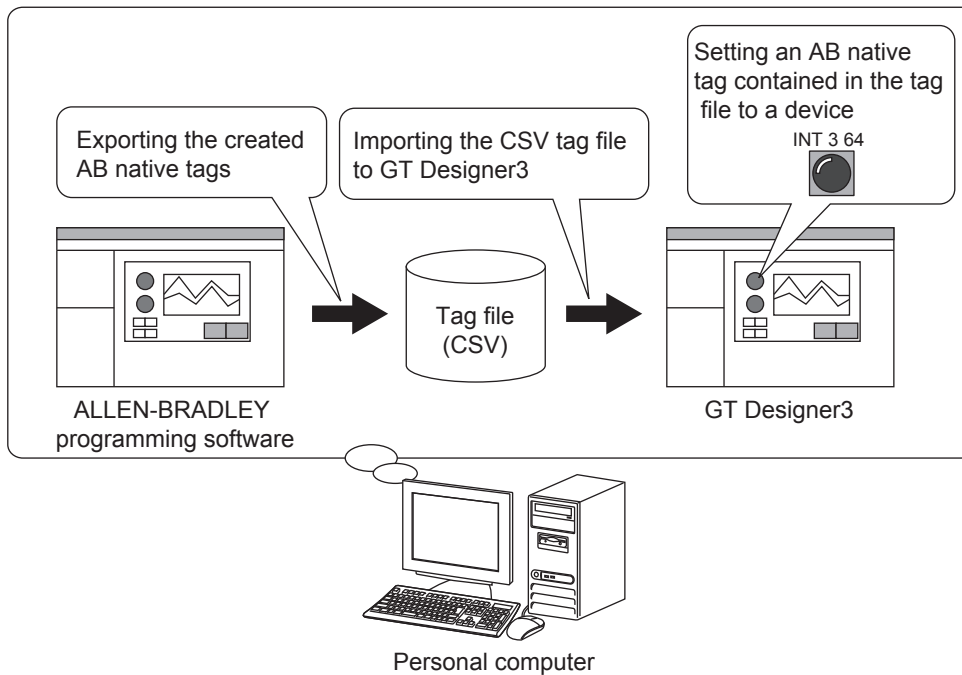 Setting an AB native
tag contained in the tag
file to a device
INT 3 64
Exporting the created
AB native tags
Importing the CSV tag file
to GT Designer3
Tag file
(CSV)
ALLEN-BRADLEY
programming software
GT Designer3
Personal computer